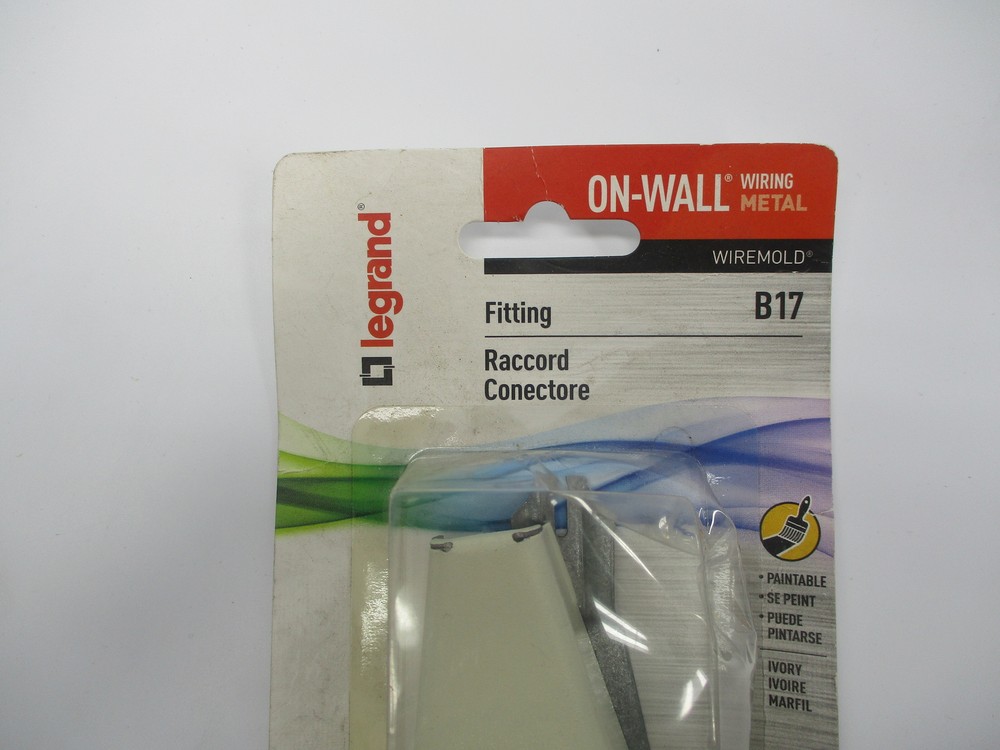 legrand®
ON-WALL® WIRING
METAL
WIREMOLD®
Fitting
B17
Raccord
Conectore
• PAINTABLE
• SE PEINT
• PUEDE
PINTARSE
IVORY
IVOIRE
MARFIL